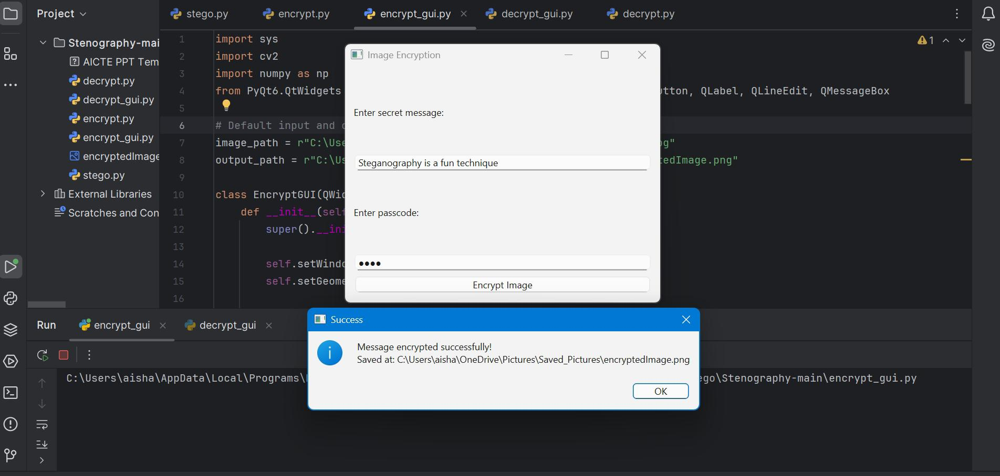 Project
stego.py
encrypt.py
encrypt_gui.py
decrypt_gui.py
decrypt.py
Stenography-mai
AICTE PPT Tem
decrypt.py
decrypt_gui.py
encrypt.py
encrypt_gui.py
encryptedImage
stego.py
External Libraries
Scratches and Con
1 import sys
2 import cv2
3 import numpy as np
4 from PyQt6.QtWidgets tton, QLabel, QLineEdit, QMessageBox
5
6 # Default input and
7 image_path = r"C:\Use g"
8 output_path = r"C:\Us tedImage.png"
9
10 class EncryptGUI(QWid
11 def __init__(self
12 super().__ini
13
14 self.setWindo
15 self.setGeome
16
1
Image Encryption
Enter secret message:
Steganography is a fun technique
Enter passcode:
••••
Encrypt Image
Run
encrypt_gui
decrypt_gui
Success
Message encrypted successfully!
Saved at: C:\Users\aisha\OneDrive\Pictures\Saved_Pictures\encryptedImage.png
OK
C:\Users\aisha\AppData\Local\Programs\ ego\Stenography-main\encrypt_gui.py